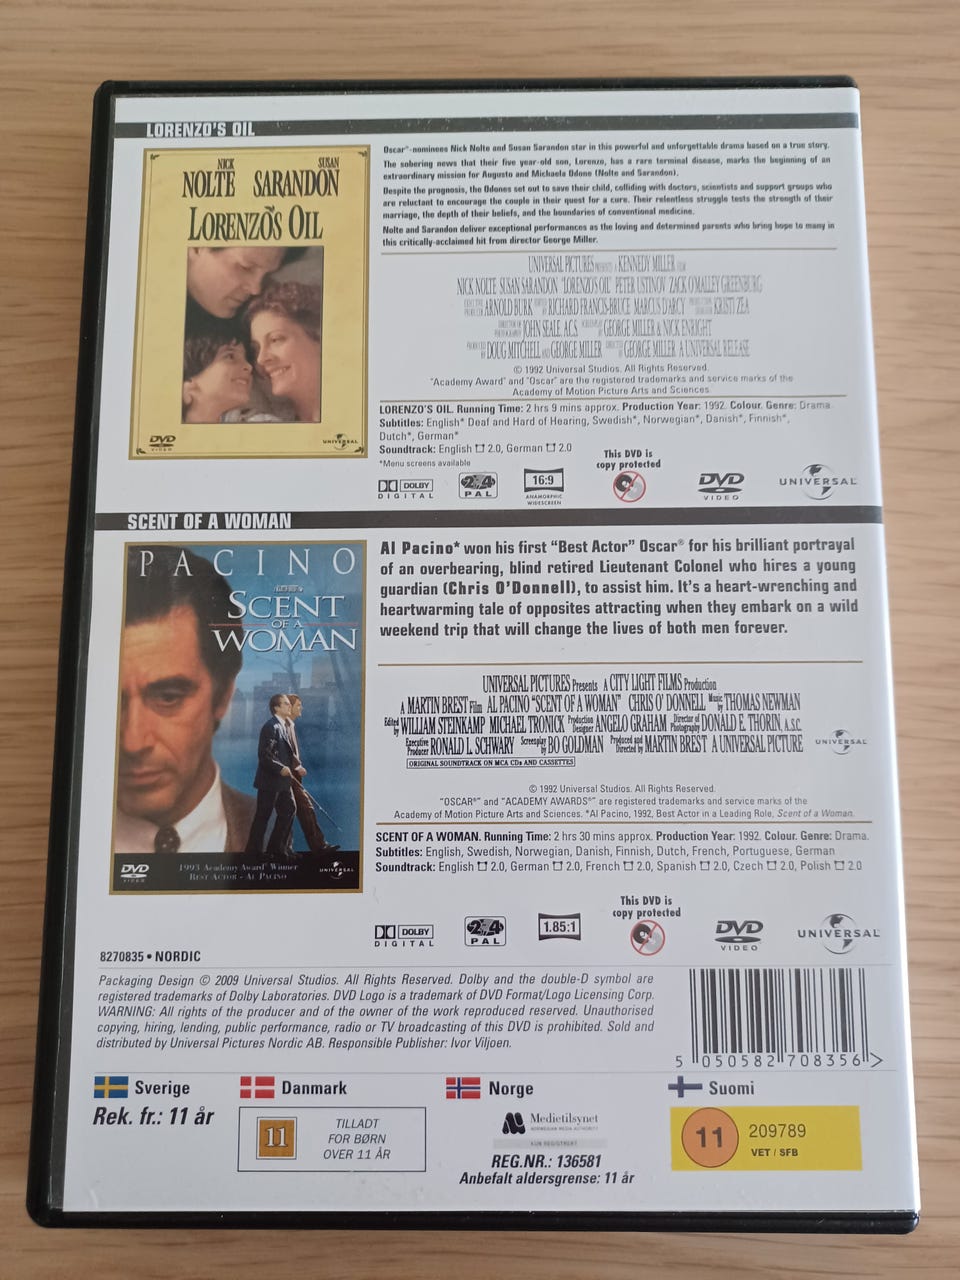 LORENZO'S OIL
NICK SUSAN
NOLTE SARANDON
LORENZO'S OIL
DVD
VIDEO
UNIVERSAL
Oscar®-nominees Nick Nolte and Susan Sarandon star in this powerful and unforgettable drama based on a true story.
The sobering news that their five year-old son, Lorenzo, has a rare terminal disease, marks the beginning of an
extraordinary mission for Augusto and Michaela Odone (Nolte and Sarandon).
Despite the prognosis, the Odones set out to save their child, colliding with doctors, scientists and support groups who
are reluctant to encourage the couple in their quest for a cure. Their relentless struggle tests the strength of their
marriage, the depth of their beliefs, and the boundaries of conventional medicine.
Nolte and Sarandon deliver exceptional performances as the loving and determined parents who bring hope to many in
this critically-acclaimed hit from director George Miller.
UNIVERSAL PICTURES PRESENTS A KENNEDY MILLER FILM
NICK NOLTE SUSAN SARANDON "LORENZO'S OIL" PETER USTINOV ZACK O'MALLEY GREENBURG
EXECUTIVE PRODUCER ARNOLD BURK EDITED BY RICHARD FRANCIS-BRUCE MARCUS D'ARCY PRODUCTION DESIGNER KRISTI ZEA
DIRECTOR OF PHOTOGRAPHY JOHN SEALE A.C.S. SCREENPLAY BY GEORGE MILLER & NICK ENRIGHT
PRODUCED BY DOUG MITCHELL AND GEORGE MILLER DIRECTED BY GEORGE MILLER A UNIVERSAL RELEASE
© 1992 Universal Studios. All Rights Reserved.
"Academy Award" and "Oscar" are the registered trademarks and service marks of the
Academy of Motion Picture Arts and Sciences.
LORENZO'S OIL. Running Time: 2 hrs 9 mins approx. Production Year: 1992. Colour. Genre: Drama.
Subtitles: English* Deaf and Hard of Hearing, Swedish*, Norwegian*, Danish*, Finnish*,
Dutch*, German*
Soundtrack: English 2.0, German 2.0
*Menu screens available
This DVD is
copy protected
DOLBY
DIGITAL
2 4
PAL
16:9
ANAMORPHIC
WIDESCREEN
DVD
VIDEO
UNIVERSAL
SCENT OF A WOMAN
PACINO
SCENT
OF A
WOMAN
DVD
VIDEO
1993 Academy Award® Winner
BEST ACTOR - AL PACINO
UNIVERSAL
Al Pacino* won his first "Best Actor" Oscar® for his brilliant portrayal
of an overbearing, blind retired Lieutenant Colonel who hires a young
guardian (Chris O'Donnell), to assist him. It's a heart-wrenching and
heartwarming tale of opposites attracting when they embark on a wild
weekend trip that will change the lives of both men forever.
UNIVERSAL PICTURES Presents A CITY LIGHT FILMS Production
A MARTIN BREST Film AL PACINO "SCENT OF A WOMAN" CHRIS O'DONNELL Music by THOMAS NEWMAN
Edited by WILLIAM STEINKAMP MICHAEL TRONICK Production Designer ANGELO GRAHAM Director of Photography DONALD E. THORIN, A.S.C.
Executive Producer RONALD L. SCHWARY Screenplay by BO GOLDMAN Produced and Directed by MARTIN BREST A UNIVERSAL PICTURE
ORIGINAL SOUNDTRACK ON MCA CDs AND CASSETTES
UNIVERSAL
© 1992 Universal Studios. All Rights Reserved.
"OSCAR®" and "ACADEMY AWARDS®" are registered trademarks and service marks of the
Academy of Motion Picture Arts and Sciences. *Al Pacino, 1992, Best Actor in a Leading Role, Scent of a Woman.
SCENT OF A WOMAN. Running Time: 2 hrs 30 mins approx. Production Year: 1992. Colour. Genre: Drama.
Subtitles: English, Swedish, Norwegian, Danish, Finnish, Dutch, French, Portuguese, German
Soundtrack: English 2.0, German 2.0, French 2.0, Spanish 2.0, Czech 2.0, Polish 2.0
This DVD is
copy protected
DOLBY
DIGITAL
2 4
PAL
1.85:1
DVD
VIDEO
UNIVERSAL
8270835 • NORDIC
Packaging Design © 2009 Universal Studios. All Rights Reserved. Dolby and the double-D symbol are
registered trademarks of Dolby Laboratories. DVD Logo is a trademark of DVD Format/Logo Licensing Corp.
WARNING: All rights of the producer and of the owner of the work reproduced reserved. Unauthorised
copying, hiring, lending, public performance, radio or TV broadcasting of this DVD is prohibited. Sold and
distributed by Universal Pictures Nordic AB. Responsible Publisher: Ivor Viljoen.
5 050582 708356 >
Sverige
Rek. fr.: 11 år
Danmark
11
TILLADT
FOR BØRN
OVER 11 ÅR
Norge
Medietilsynet
NORWEGIAN MEDIA AUTHORITY
KUN REGISTRERT
REG.NR.: 136581
Anbefalt aldersgrense: 11 år
Suomi
11
209789
VET / SFB